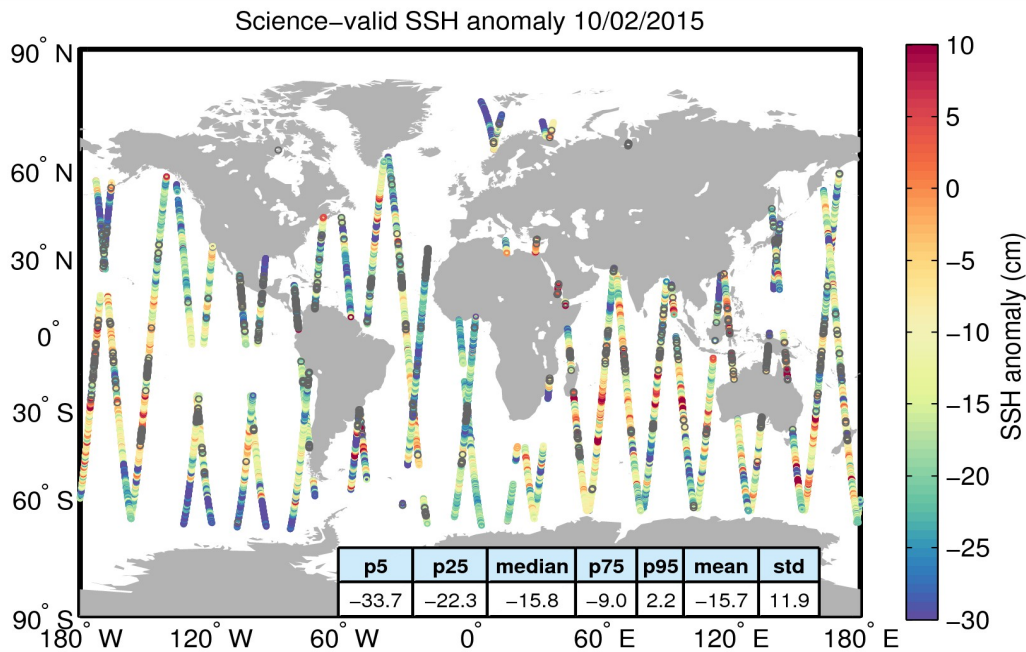 Science−valid SSH anomaly 10/02/2015
90° N
60° N
30° N
0°
30° S
60° S
90° S
180° W 120° W 60° W 0° 60° E 120° E 180° E
p5 p25 median p75 p95 mean std
−33.7 −22.3 −15.8 −9.0 2.2 −15.7 11.9
10
5
0
−5
−10
−15
−20
−25
−30
SSH anomaly (cm)